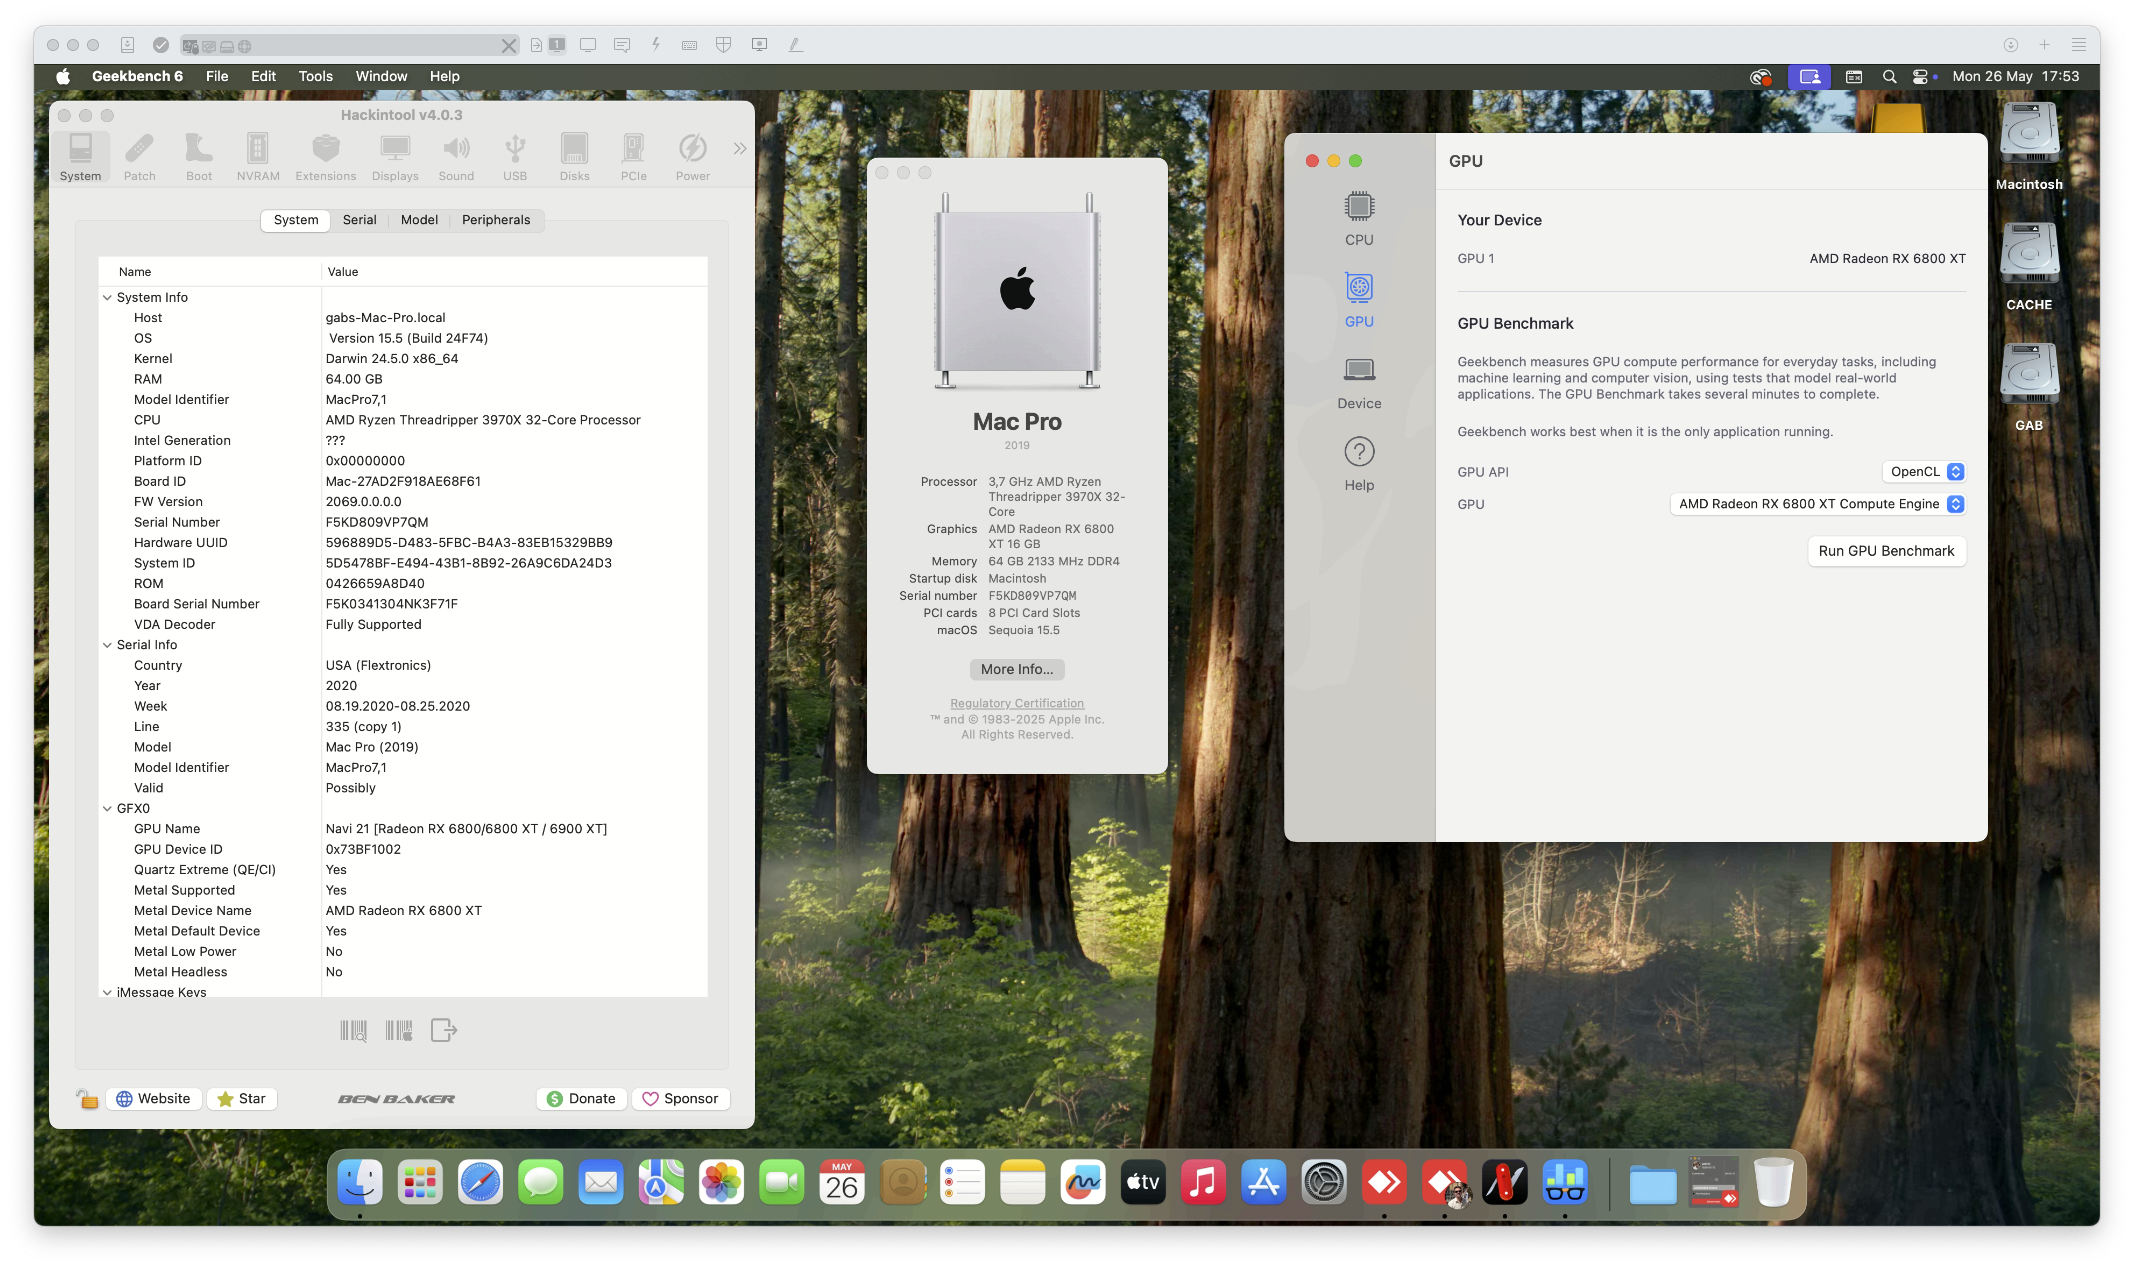 1
Geekbench 6 File Edit Tools Window Help
Mon 26 May 17:53
Hackintool v4.0.3
System Patch Boot NVRAM Extensions Displays Sound USB Disks PCIe Power
System Serial Model Peripherals
Name Value
System Info
Host gabs-Mac-Pro.local
OS Version 15.5 (Build 24F74)
Kernel Darwin 24.5.0 x86_64
RAM 64.00 GB
Model Identifier MacPro7,1
CPU AMD Ryzen Threadripper 3970X 32-Core Processor
Intel Generation ???
Platform ID 0x00000000
Board ID Mac-27AD2F918AE68F61
FW Version 2069.0.0.0.0
Serial Number F5KD809VP7QM
Hardware UUID 596889D5-D483-5FBC-B4A3-83EB15329BB9
System ID 5D5478BF-E494-43B1-8B92-26A9C6DA24D3
ROM 0426659A8D40
Board Serial Number F5K0341304NK3F71F
VDA Decoder Fully Supported
Serial Info
Country USA (Flextronics)
Year 2020
Week 08.19.2020-08.25.2020
Line 335 (copy 1)
Model Mac Pro (2019)
Model Identifier MacPro7,1
Valid Possibly
GFX0
GPU Name Navi 21 [Radeon RX 6800/6800 XT / 6900 XT]
GPU Device ID 0x73BF1002
Quartz Extreme (QE/CI) Yes
Metal Supported Yes
Metal Device Name AMD Radeon RX 6800 XT
Metal Default Device Yes
Metal Low Power No
Metal Headless No
iMessage Keys
Website Star BEN BAKER Donate Sponsor
Mac Pro
2019
Processor 3,7 GHz AMD Ryzen
Threadripper 3970X 32-
Core
Graphics AMD Radeon RX 6800
XT 16 GB
Memory 64 GB 2133 MHz DDR4
Startup disk Macintosh
Serial number F5KD809VP7QM
PCI cards 8 PCI Card Slots
macOS Sequoia 15.5
More Info...
Regulatory Certification
™ and © 1983-2025 Apple Inc.
All Rights Reserved.
CPU
GPU
Device
Help
GPU
Your Device
GPU 1 AMD Radeon RX 6800 XT
GPU Benchmark
Geekbench measures GPU compute performance for everyday tasks, including
machine learning and computer vision, using tests that model real-world
applications. The GPU Benchmark takes several minutes to complete.
Geekbench works best when it is the only application running.
GPU API OpenCL
GPU AMD Radeon RX 6800 XT Compute Engine
Run GPU Benchmark
Macintosh
CACHE
GAB
MAY
26
tv